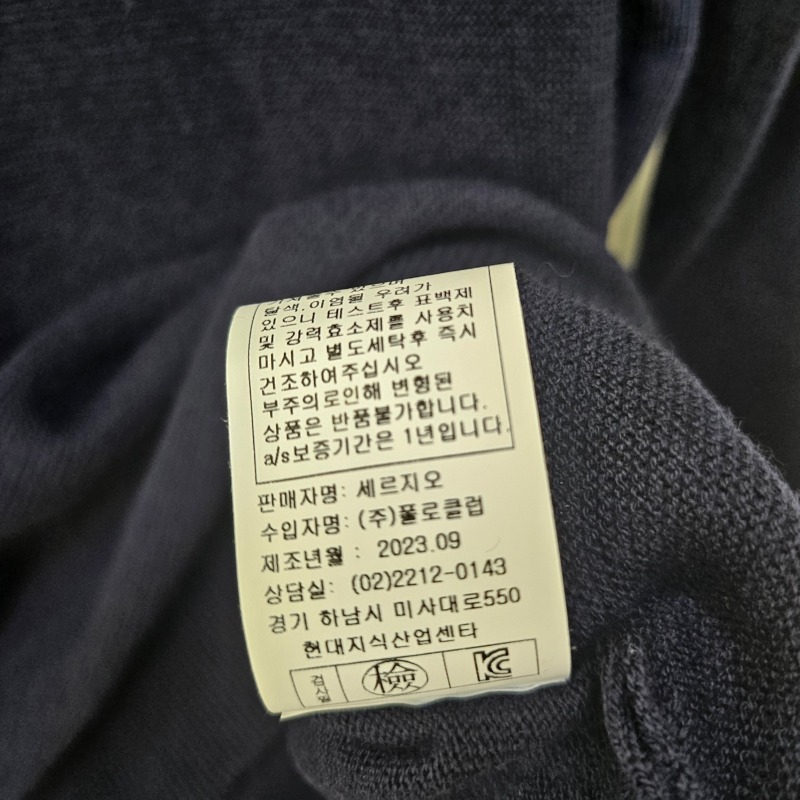 탈색.이염될 우려가
있으니 테스트후 표백제
및 강력효소제를 사용치
마시고 별도세탁후 즉시
건조하여주십시오
부주의로인해 변형된
상품은 반품불가합니다.
a/s보증기간은 1년입니다.
판매자명: 세르지오
수입자명: (주)폴로클럽
제조년월 : 2023.09
상담실: (02)2212-0143
경기 하남시 미사대로550
현대지식산업센타
검사필 檢 KC